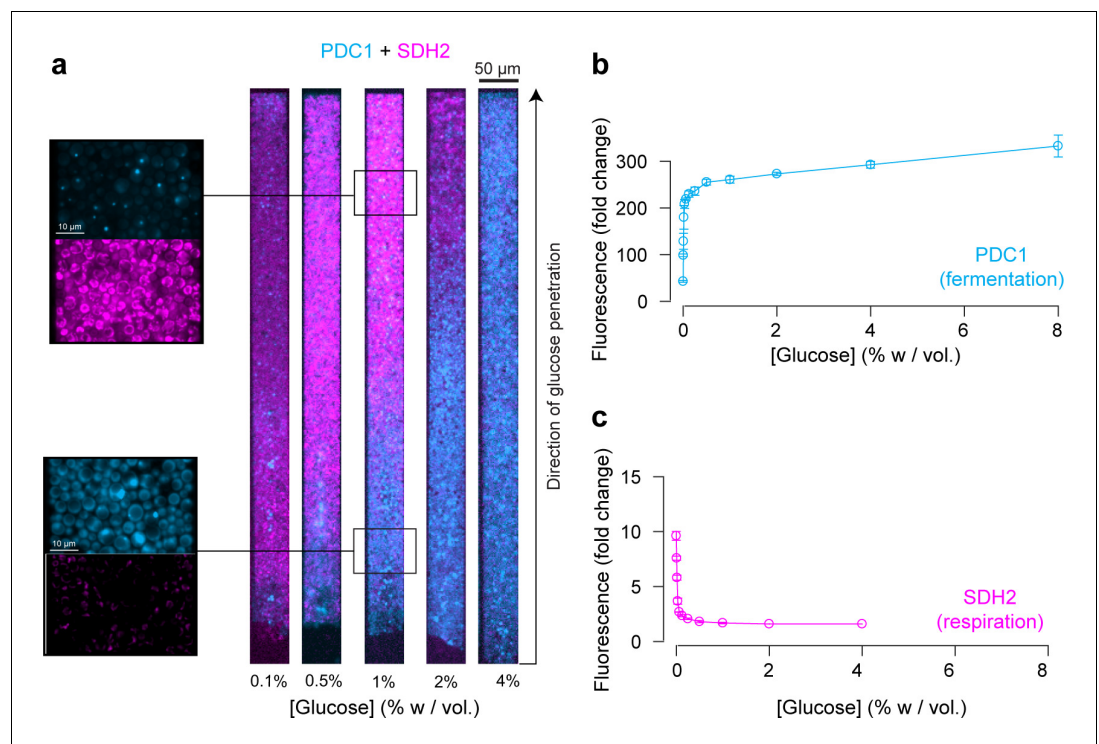 a
PDC1 + SDH2
50 µm
10 µm
10 µm
Direction of glucose penetration
0.1% 0.5% 1% 2% 4%
[Glucose] (% w / vol.)
b
Fluorescence (fold change)
300
200
100
0
PDC1
(fermentation)
0 2 4 6 8
[Glucose] (% w / vol.)
c
Fluorescence (fold change)
15
10
5
0
SDH2
(respiration)
0 2 4 6 8
[Glucose] (% w / vol.)